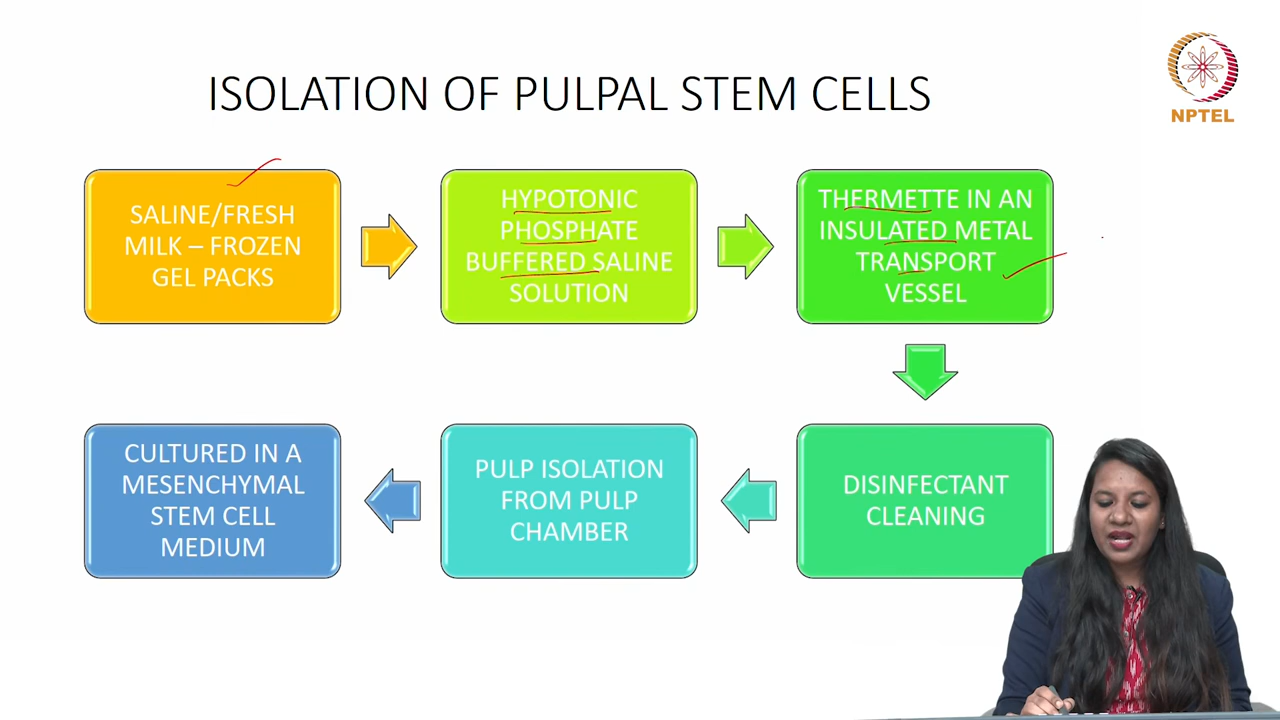 ISOLATION OF PULPAL STEM CELLS
NPTEL
SALINE/FRESH
MILK – FROZEN
GEL PACKS
HYPOTONIC
PHOSPHATE
BUFFERED SALINE
SOLUTION
THERMETTE IN AN
INSULATED METAL
TRANSPORT
VESSEL
DISINFECTANT
CLEANING
PULP ISOLATION
FROM PULP
CHAMBER
CULTURED IN A
MESENCHYMAL
STEM CELL
MEDIUM